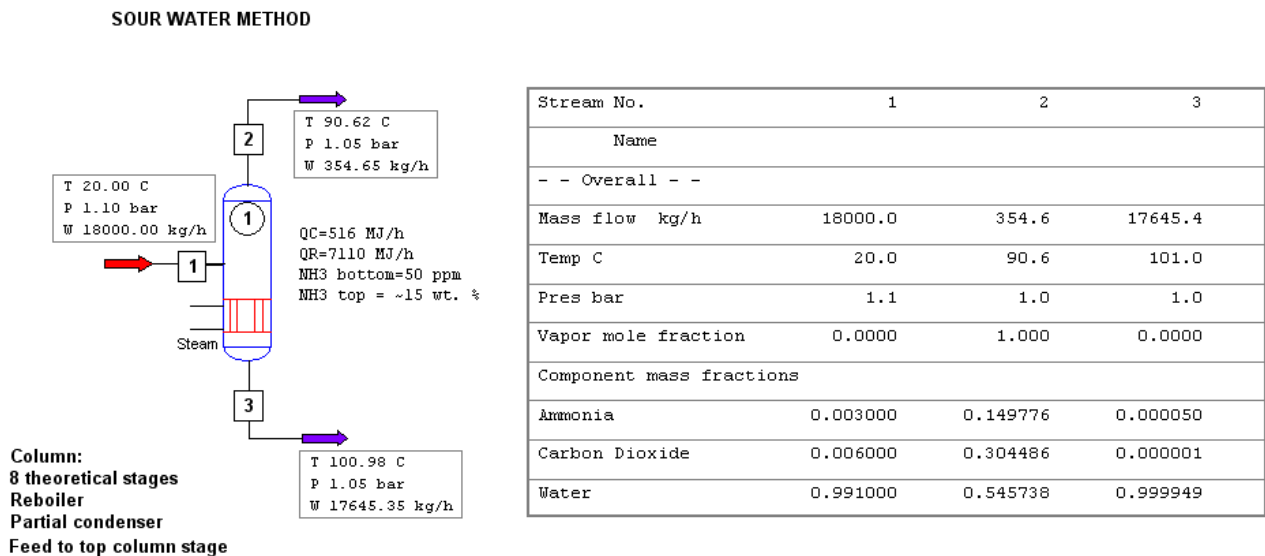 SOUR WATER METHOD
T 90.62 C
P 1.05 bar
W 354.65 kg/h
2
T 20.00 C
P 1.10 bar
W 18000.00 kg/h
1
1
QC=516 MJ/h
QR=7110 MJ/h
NH3 bottom=50 ppm
NH3 top = ~15 wt. %
Steam
3
T 100.98 C
P 1.05 bar
W 17645.35 kg/h
Column:
8 theoretical stages
Reboiler
Partial condenser
Feed to top column stage
Stream No. 1 2 3
Name
- - Overall - -
Mass flow kg/h 18000.0 354.6 17645.4
Temp C 20.0 90.6 101.0
Pres bar 1.1 1.0 1.0
Vapor mole fraction 0.0000 1.000 0.0000
Component mass fractions
Ammonia 0.003000 0.149776 0.000050
Carbon Dioxide 0.006000 0.304486 0.000001
Water 0.991000 0.545738 0.999949